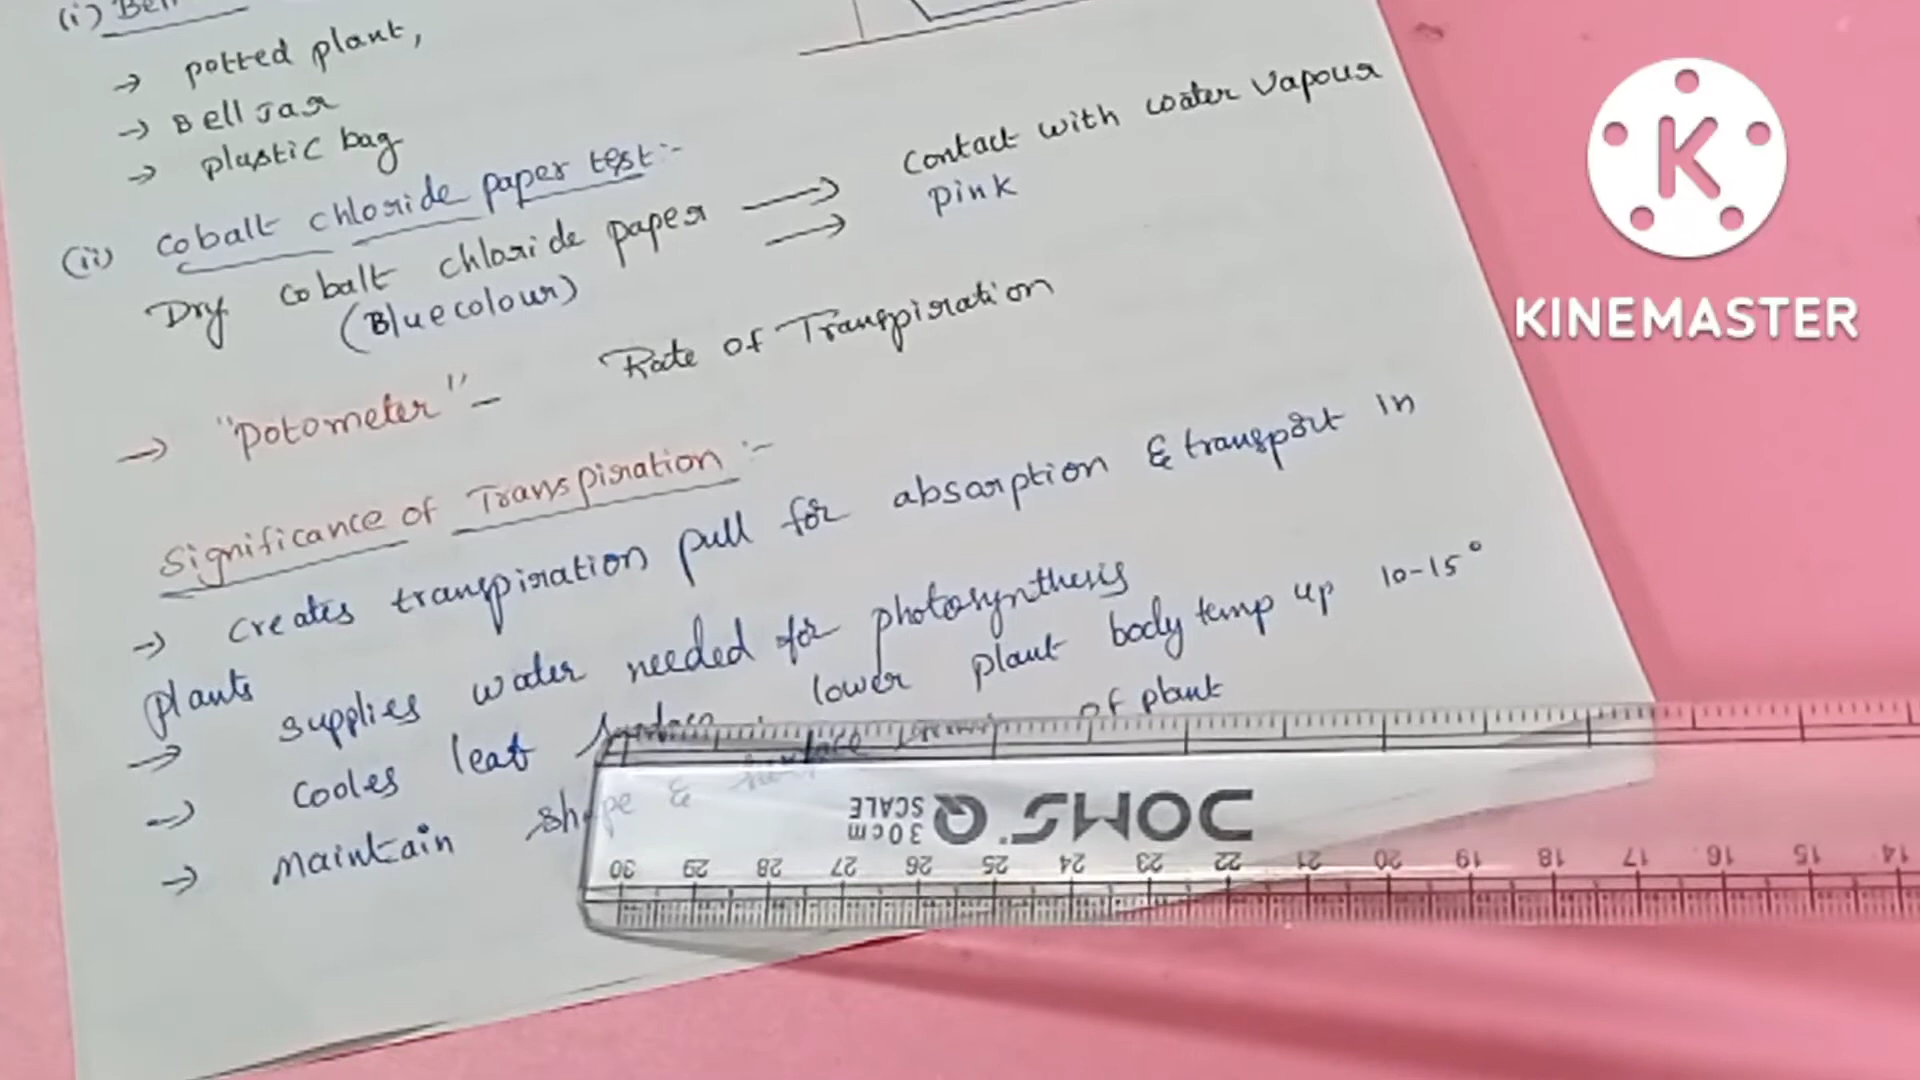 (i) Bell
→ potted plant,
→ Bell Jar
→ plastic bag
(ii) Cobalt chloride paper test:-
Dry cobalt chloride paper → contact with water vapour
(Blue colour) → pink
→ "Potometer" - Rate of Transpiration
Significance of Transpiration :-
→ creates transpiration pull for absorption & transport in
plants
→ supplies water needed for photosynthesis
→ cooles leaf surface, lower plant body temp up 10-15°
→ Maintain shape & of plant
KINEMASTER
DOMS Q
30cm
SCALE
30 29 28 27 26 25 24 23 22 21 20 19 18 17 16 15 14